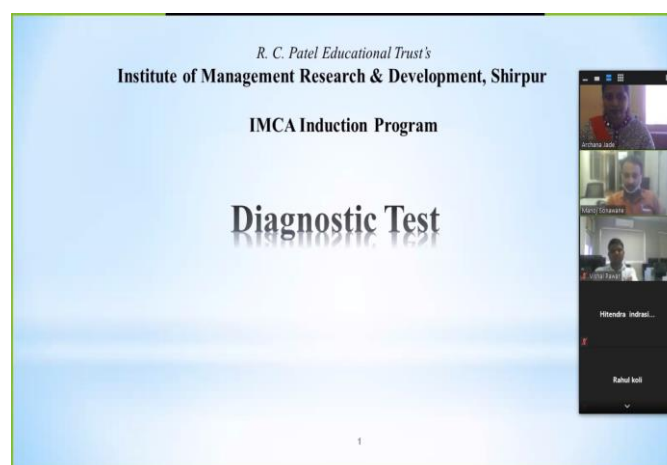 R. C. Patel Educational Trust's
Institute of Management Research & Development, Shirpur
IMCA Induction Program
Diagnostic Test
1
Archana Jade
Manoj Sonawane
Vishal Pawar
Hitendra indrasi...
Rahul koli